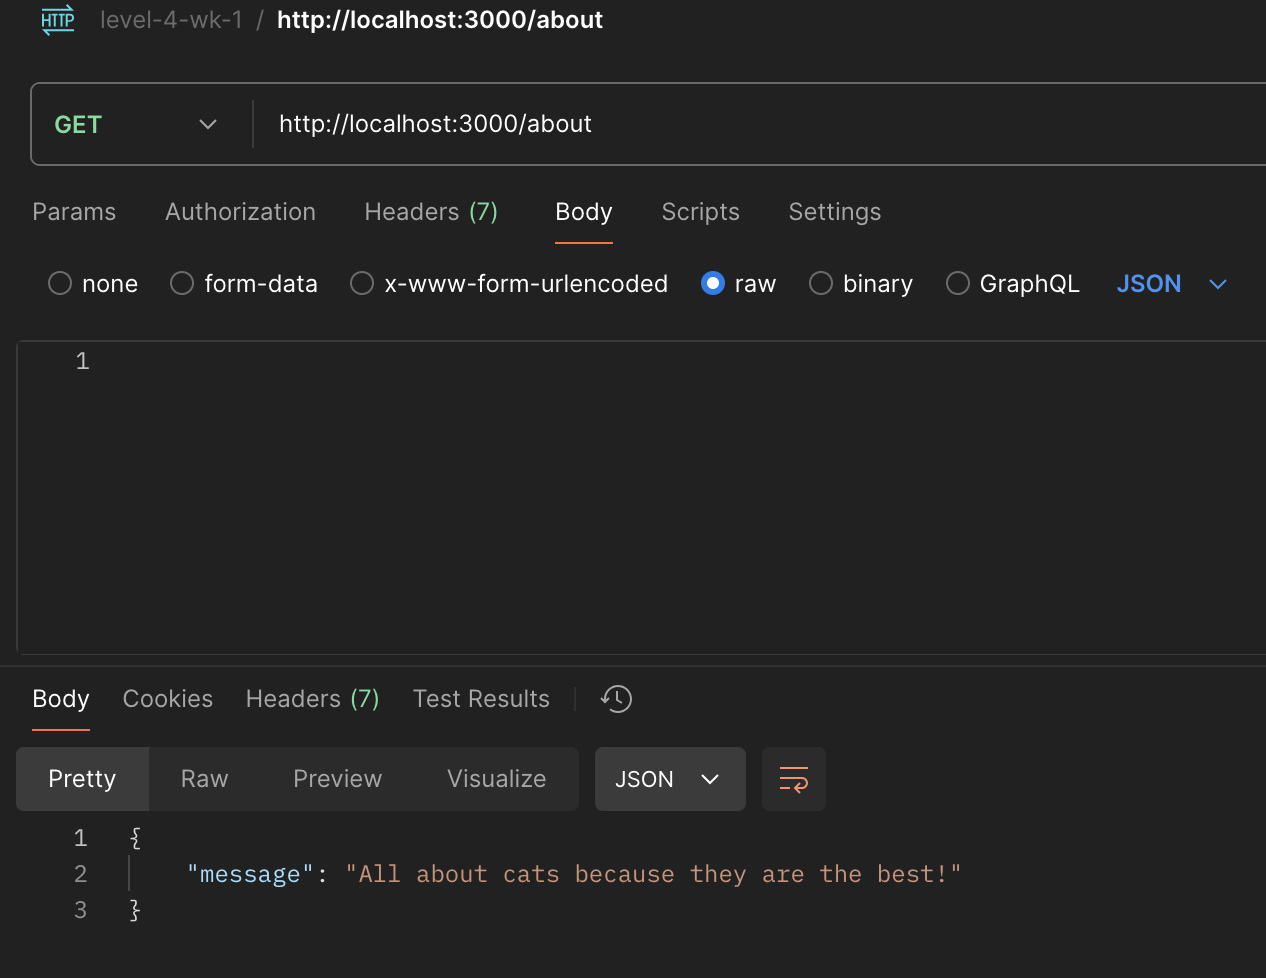 HTTP level-4-wk-1 / http://localhost:3000/about
GET http://localhost:3000/about
Params Authorization Headers (7) Body Scripts Settings
none form-data x-www-form-urlencoded raw binary GraphQL JSON
1
Body Cookies Headers (7) Test Results
Pretty Raw Preview Visualize JSON
1 {
2 "message": "All about cats because they are the best!"
3 }